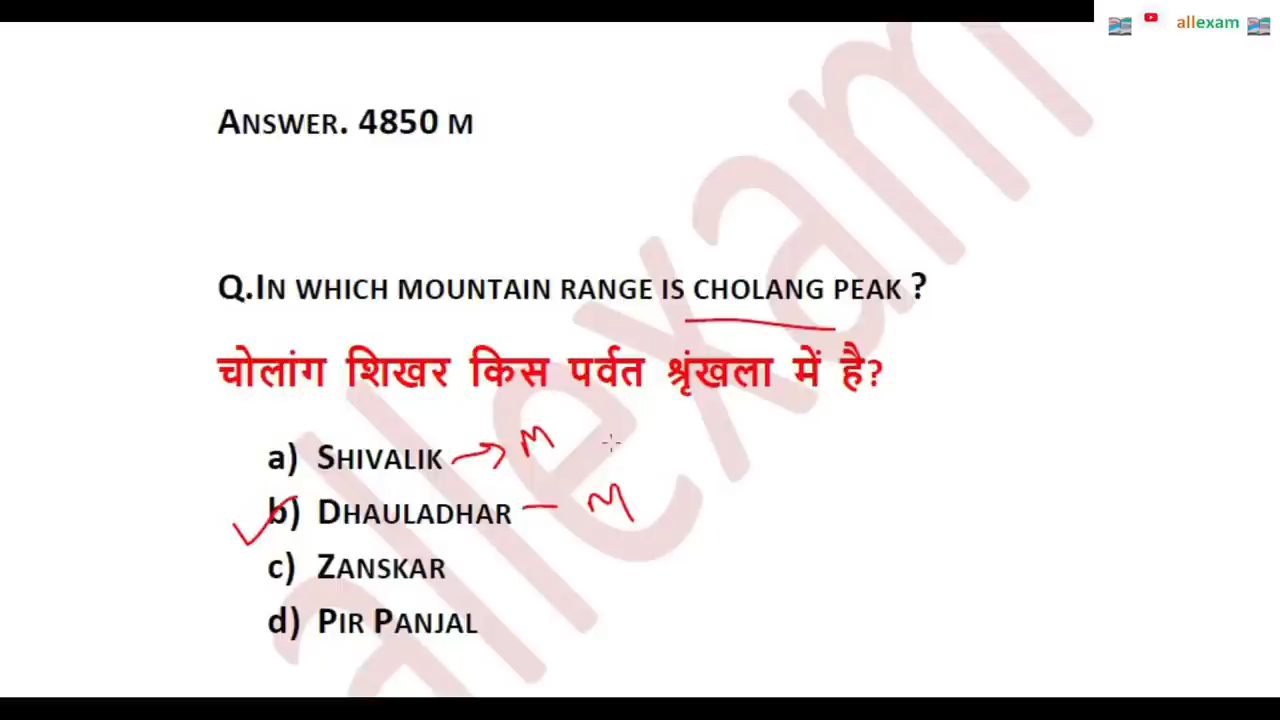 allexam
ANSWER. 4850 M
Q.IN WHICH MOUNTAIN RANGE IS CHOLANG PEAK ?
चोलांग शिखर किस पर्वत श्रृंखला में है?
a) SHIVALIK → M
b) DHAULADHAR — M
c) ZANSKAR
d) PIR PANJAL
allexam